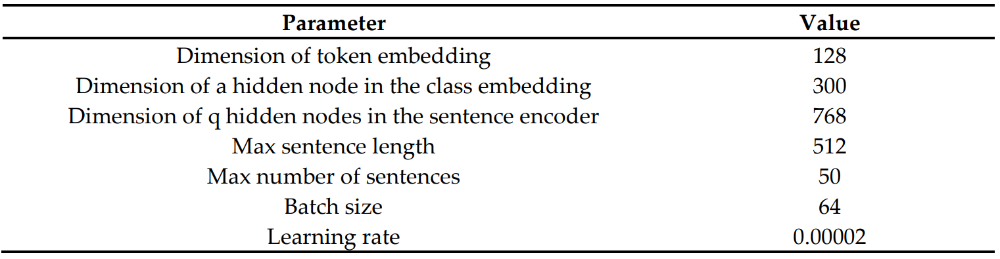 Parameter Value
Dimension of token embedding 128
Dimension of a hidden node in the class embedding 300
Dimension of q hidden nodes in the sentence encoder 768
Max sentence length 512
Max number of sentences 50
Batch size 64
Learning rate 0.00002